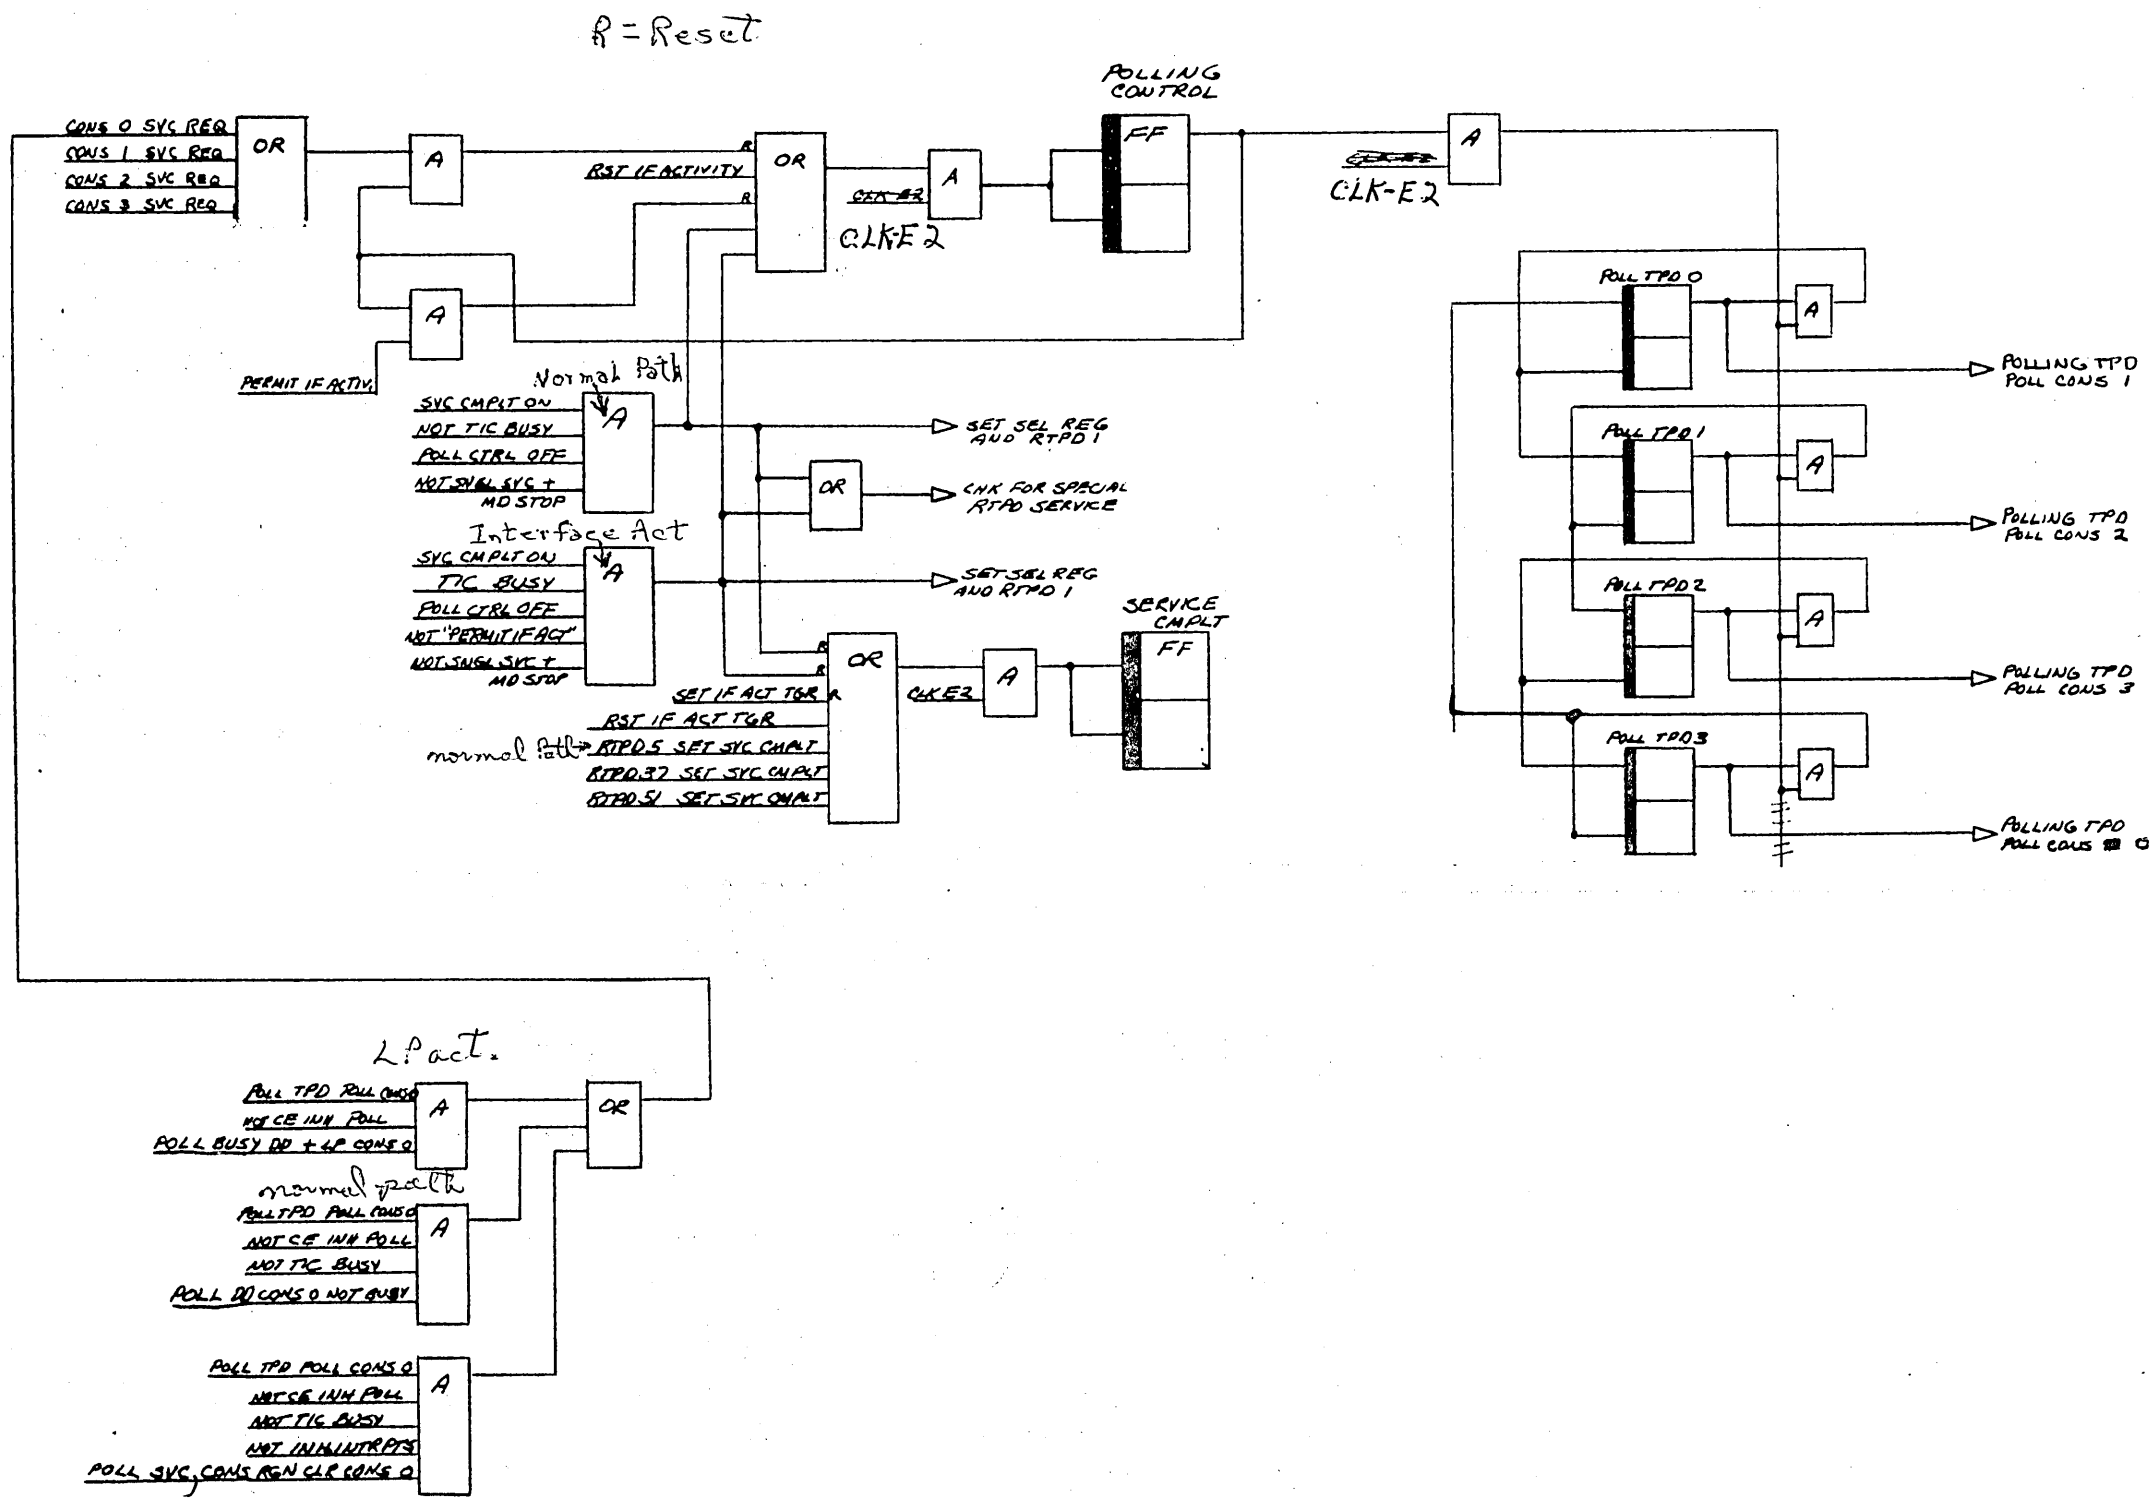 R = Reset
POLLING
CONTROL
CONS 0 SVC REQ
CONS 1 SVC REQ
CONS 2 SVC REQ
CONS 3 SVC REQ
OR
A
R
RST IF ACTIVITY
R
OR
A
CLK-E2
CLK-E2
FF
A
CLK-E2
A
PERMIT IF ACTIV.
POLL TPD 0
A
POLLING TPD
POLL CONS 1
POLL TPD 1
A
POLLING TPD
POLL CONS 2
POLL TPD 2
A
POLLING TPD
POLL CONS 3
POLL TPD 3
A
POLLING TPD
POLL CONS 0
Normal Path
SVC CMPLT ON
NOT TIC BUSY
POLL CTRL OFF
NOT SNGL SVC +
MD STOP
A
SET SEL REG
AND RTPD 1
OR
CHK FOR SPECIAL
RTPD SERVICE
Interface Act
SVC CMPLT ON
TIC BUSY
POLL CTRL OFF
NOT "PERMIT IF ACT"
NOT SNGL SVC +
MD STOP
A
SET SEL REG
AND RTPD 1
SERVICE
CMPLT
R
R
SET IF ACT TGR R
RST IF ACT TGR
normal Path RTPD 5 SET SVC CMPLT
RTPD 37 SET SVC CMPLT
RTPD 51 SET SVC CMPLT
OR
CLK E2
A
FF
LP act.
POLL TPD POLL CONS 0
NOT CE INH POLL
POLL BUSY DD + LP CONS 0
A
OR
normal path
POLL TPD POLL CONS 0
NOT CE INH POLL
NOT TIC BUSY
POLL DD CONS 0 NOT BUSY
A
POLL TPD POLL CONS 0
NOT CE INH POLL
NOT TIC BUSY
NOT INH INTRPTS
POLL SVC, CONS RGN CLR CONS 0
A